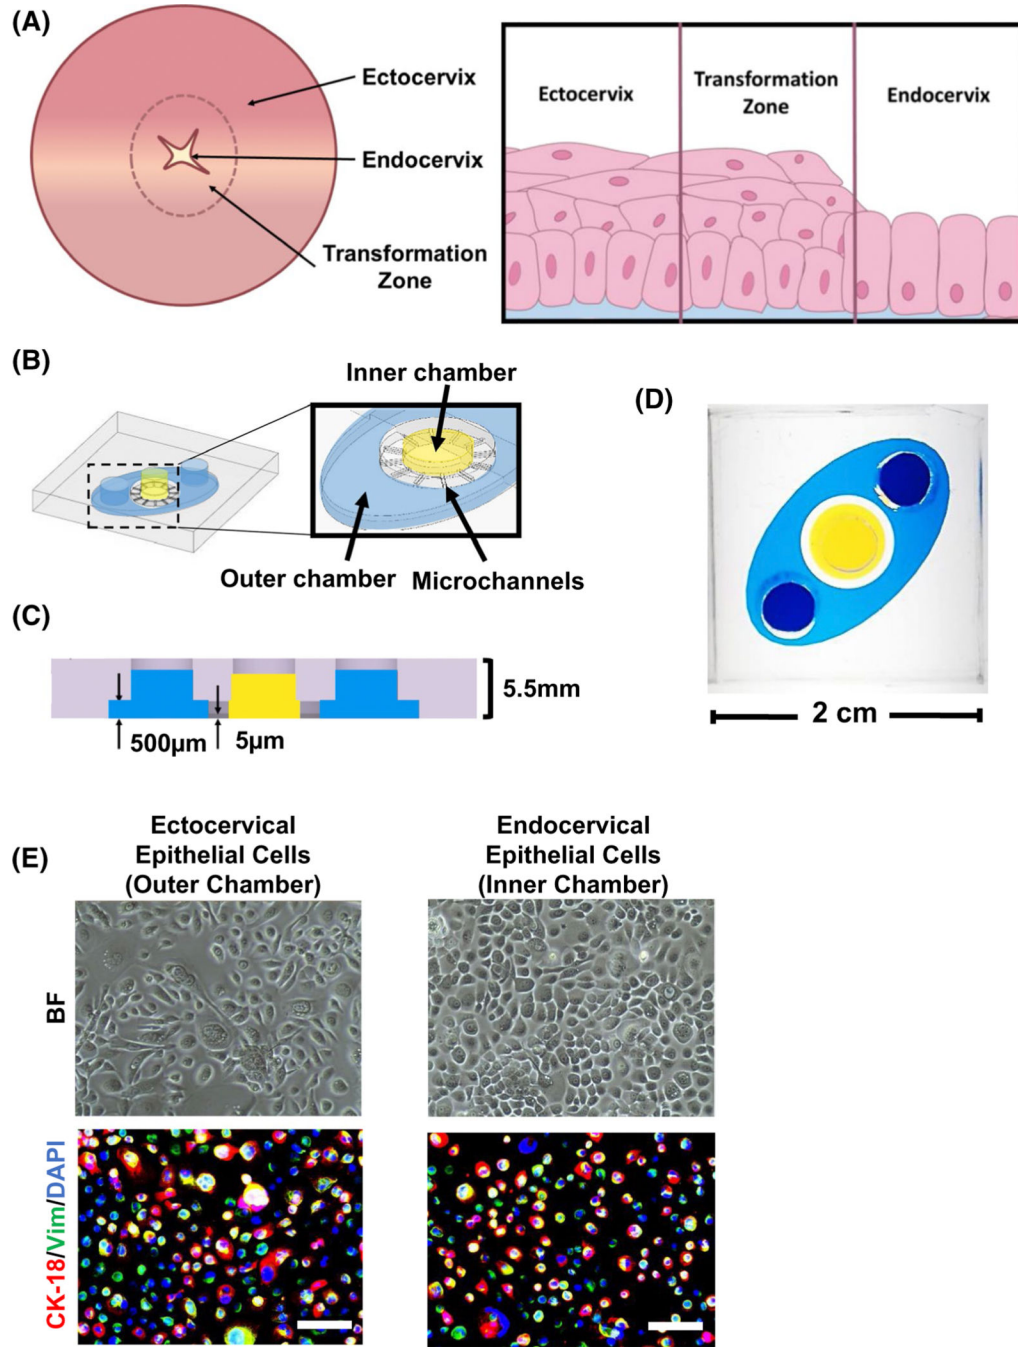 (A)
Ectocervix
Endocervix
Transformation
Zone
Ectocervix
Transformation
Zone
Endocervix
(B)
Inner chamber
Outer chamber
Microchannels
(C)
500µm
5µm
5.5mm
(D)
2 cm
(E)
Ectocervical
Epithelial Cells
(Outer Chamber)
Endocervical
Epithelial Cells
(Inner Chamber)
BF
CK-18/Vim/DAPI